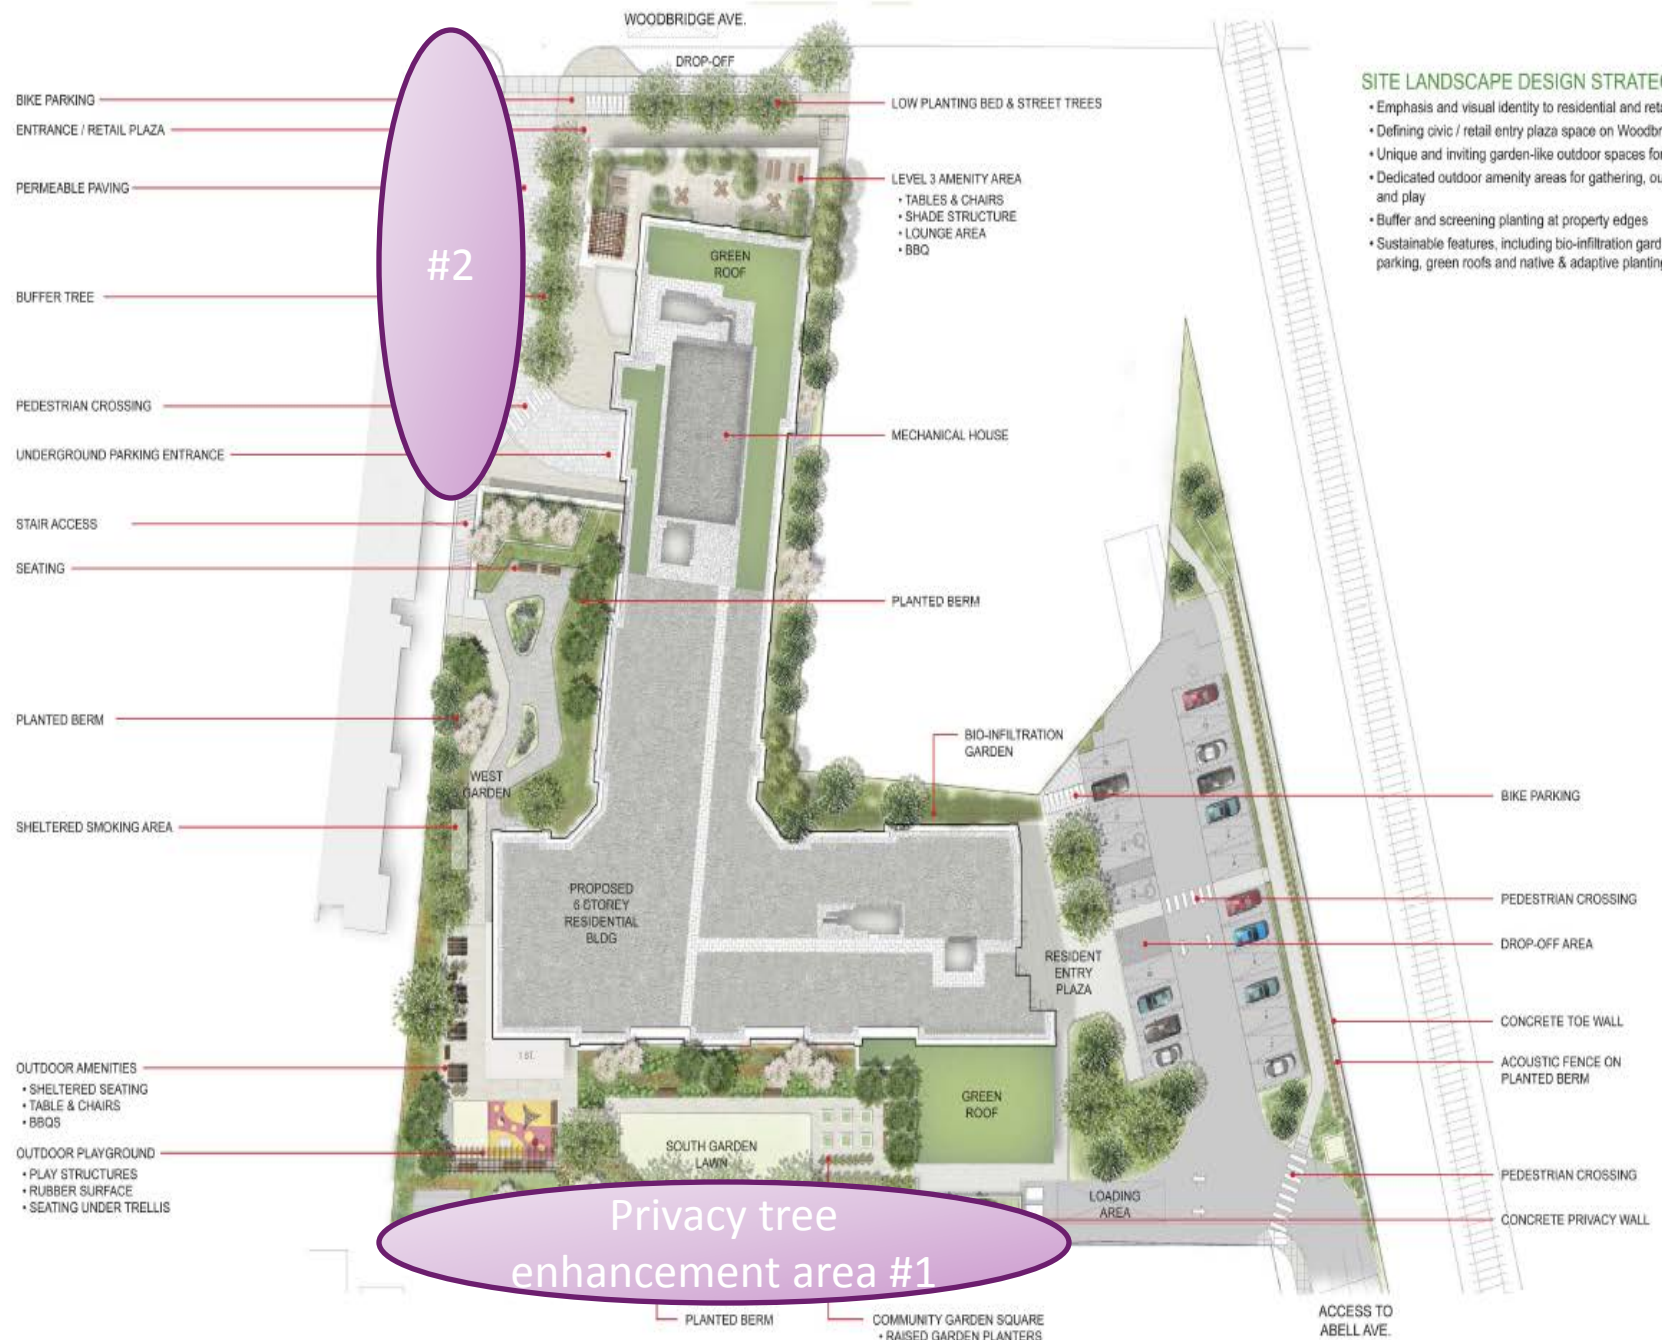 WOODBRIDGE AVE.
DROP-OFF
BIKE PARKING
ENTRANCE / RETAIL PLAZA
PERMEABLE PAVING
BUFFER TREE
PEDESTRIAN CROSSING
UNDERGROUND PARKING ENTRANCE
STAIR ACCESS
SEATING
PLANTED BERM
SHELTERED SMOKING AREA
OUTDOOR AMENITIES
• SHELTERED SEATING
• TABLE & CHAIRS
• BBQS
OUTDOOR PLAYGROUND
• PLAY STRUCTURES
• RUBBER SURFACE
• SEATING UNDER TRELLIS
#2
LOW PLANTING BED & STREET TREES
LEVEL 3 AMENITY AREA
• TABLES & CHAIRS
• SHADE STRUCTURE
• LOUNGE AREA
• BBQ
GREEN
ROOF
MECHANICAL HOUSE
PLANTED BERM
BIO-INFILTRATION
GARDEN
WEST
GARDEN
PROPOSED
6 STOREY
RESIDENTIAL
BLDG
RESIDENT
ENTRY
PLAZA
GREEN
ROOF
SOUTH GARDEN
LAWN
LOADING
AREA
Privacy tree
enhancement area #1
PLANTED BERM
COMMUNITY GARDEN SQUARE
• RAISED GARDEN PLANTERS
SITE LANDSCAPE DESIGN STRATE
• Emphasis and visual identity to residential and reta
• Defining civic / retail entry plaza space on Woodbr
• Unique and inviting garden-like outdoor spaces for
• Dedicated outdoor amenity areas for gathering, ou
and play
• Buffer and screening planting at property edges
• Sustainable features, including bio-infiltration gard
parking, green roofs and native & adaptive planting
BIKE PARKING
PEDESTRIAN CROSSING
DROP-OFF AREA
CONCRETE TOE WALL
ACOUSTIC FENCE ON
PLANTED BERM
PEDESTRIAN CROSSING
CONCRETE PRIVACY WALL
ACCESS TO
ABELL AVE.